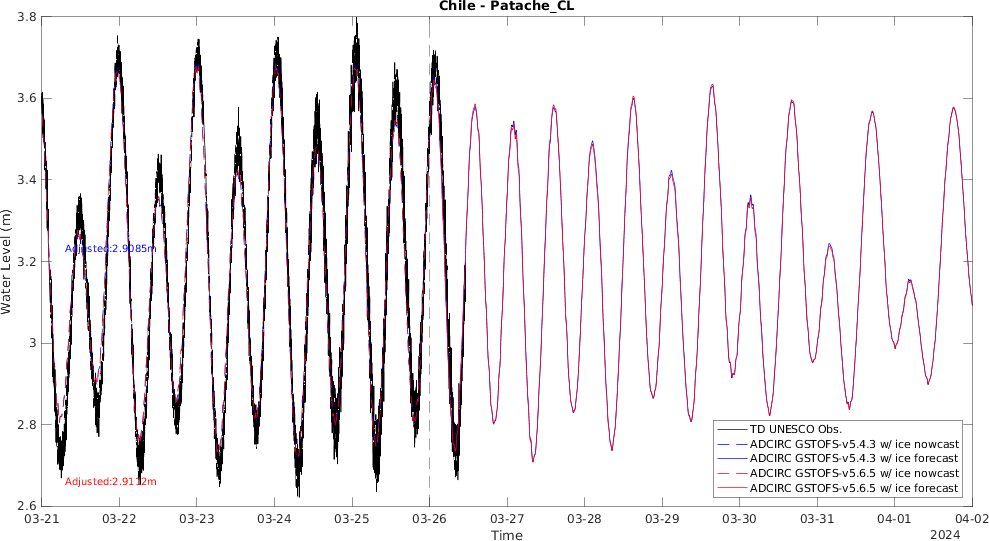 Chile - Patache_CL
3.8
3.6
3.4
3.2
3
2.8
2.6
Water Level (m)
Adjusted:2.9085m
Adjusted:2.9112m
TD UNESCO Obs.
ADCIRC GSTOFS-v5.4.3 w/ ice nowcast
ADCIRC GSTOFS-v5.4.3 w/ ice forecast
ADCIRC GSTOFS-v5.6.5 w/ ice nowcast
ADCIRC GSTOFS-v5.6.5 w/ ice forecast
03-21 03-22 03-23 03-24 03-25 03-26 03-27 03-28 03-29 03-30 03-31 04-01 04-02
Time
2024